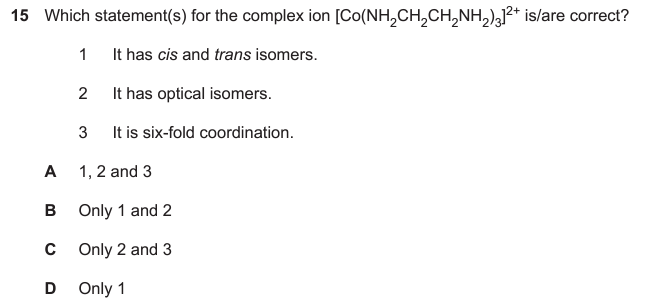 15 Which statement(s) for the complex ion [Co(NH₂CH₂CH₂NH₂)₃]²⁺ is/are correct?
1 It has cis and trans isomers.
2 It has optical isomers.
3 It is six-fold coordination.
A 1, 2 and 3
B Only 1 and 2
C Only 2 and 3
D Only 1